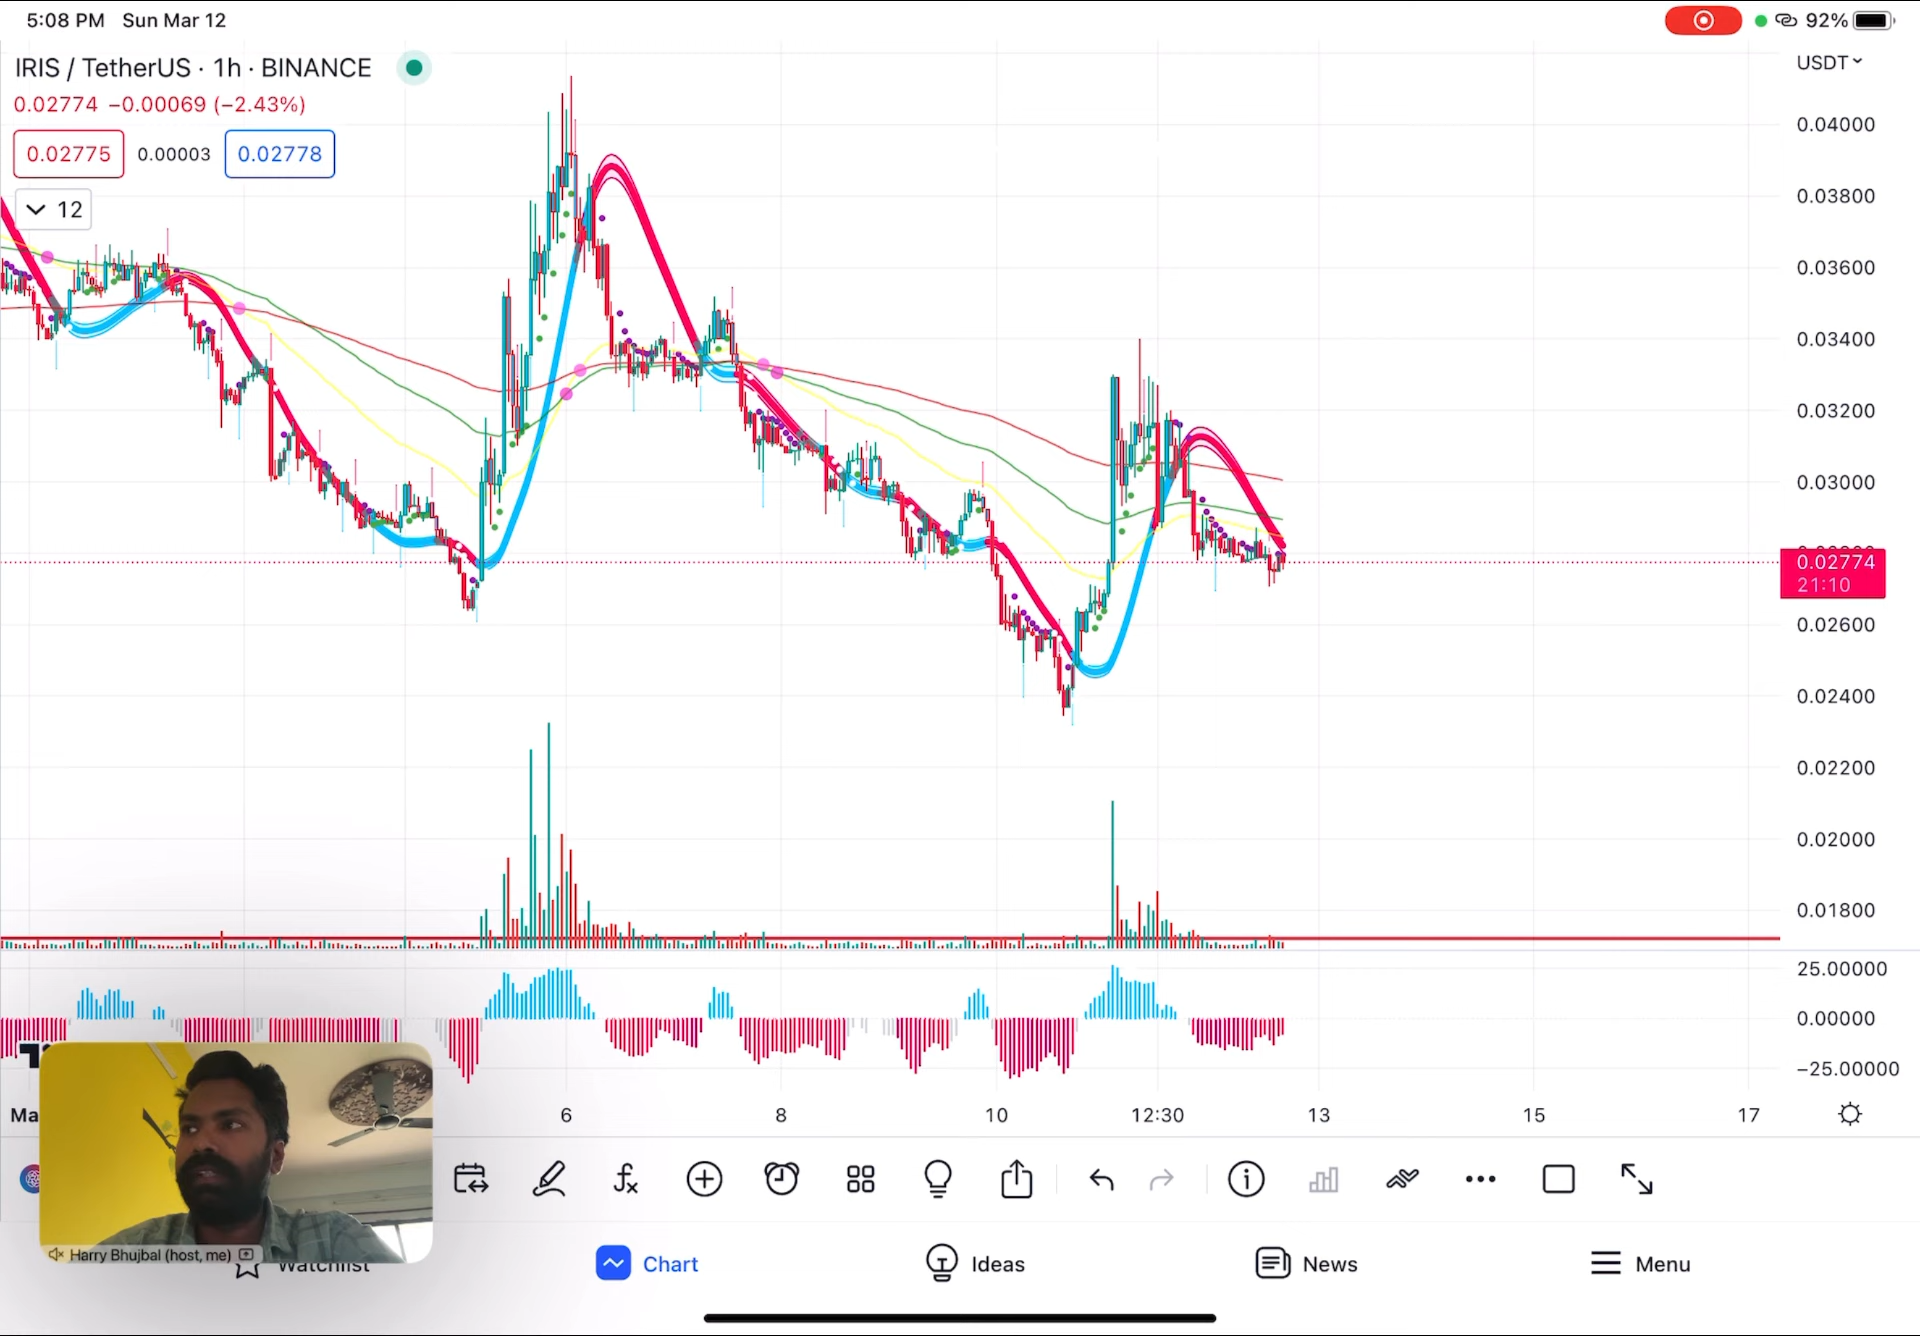 5:08 PM Sun Mar 12
92%
IRIS / TetherUS · 1h · BINANCE
USDT
0.02774 −0.00069 (−2.43%)
0.02775 0.00003 0.02778
12
0.04000
0.03800
0.03600
0.03400
0.03200
0.03000
0.02774
21:10
0.02600
0.02400
0.02200
0.02000
0.01800
25.00000
0.00000
−25.00000
Ma 6 8 10 12:30 13 15 17
Harry Bhujbal (host, me)
Watchlist Chart Ideas News Menu